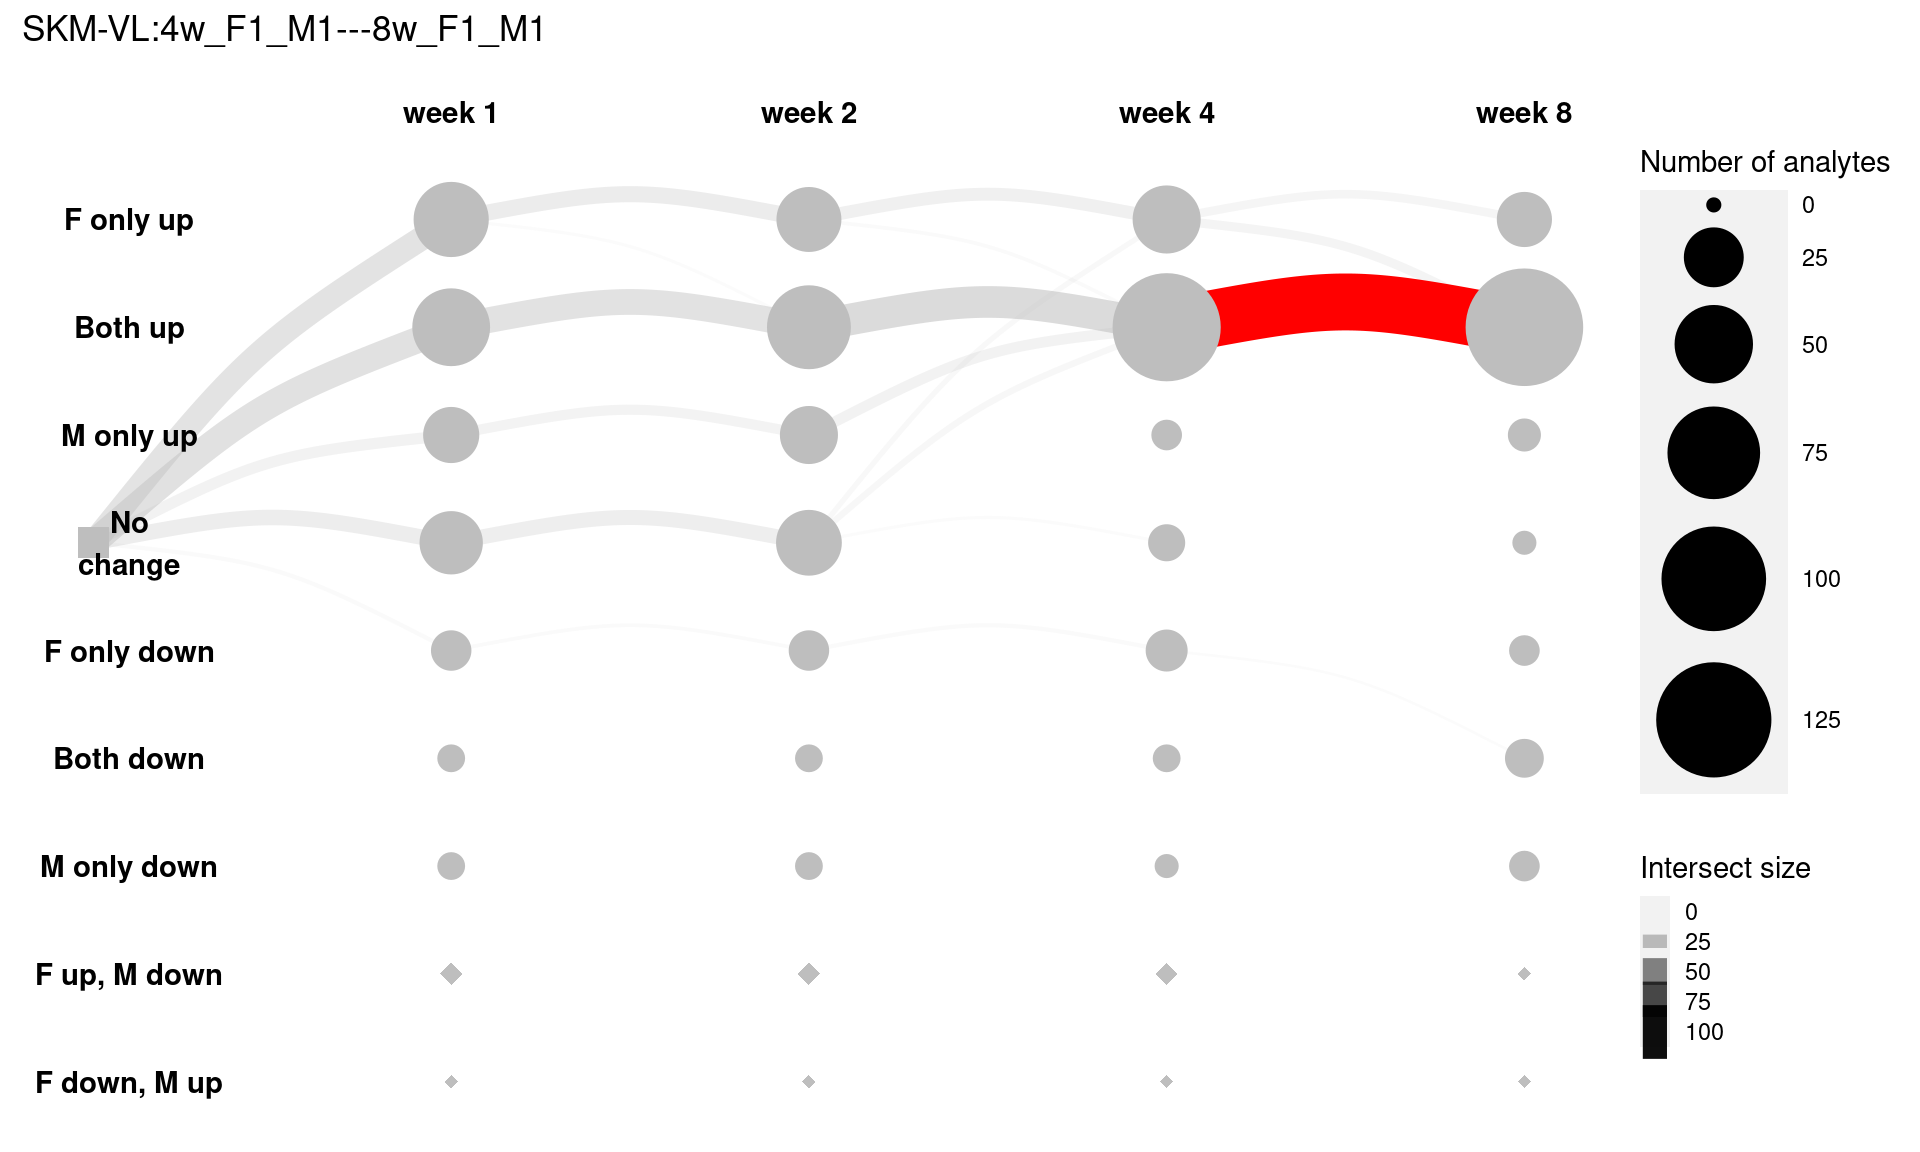 SKM-VL:4w_F1_M1---8w_F1_M1
week 1
week 2
week 4
week 8
F only up
Both up
M only up
No
change
F only down
Both down
M only down
F up, M down
F down, M up
Number of analytes
0
25
50
75
100
125
Intersect size
0
25
50
75
100